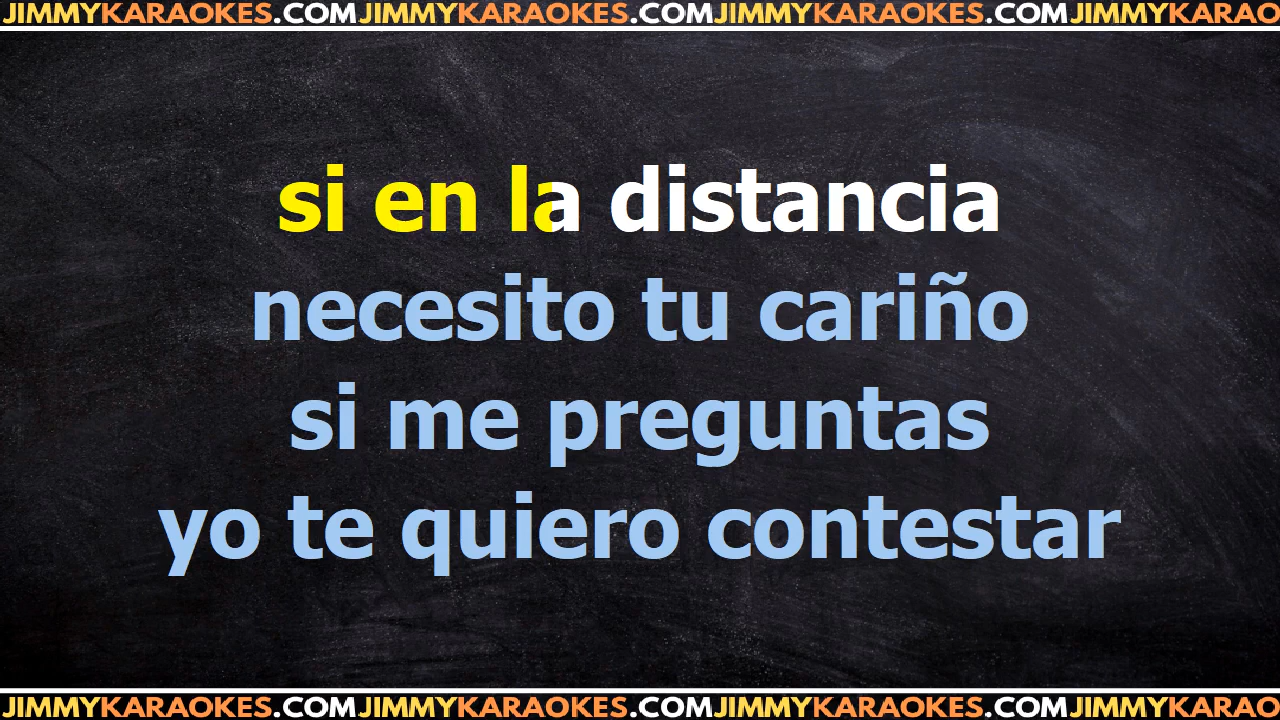 JIMMYKARAOKES.COMJIMMYKARAOKES.COMJIMMYKARAOKES.COMJIMMYKARAO
si en la distancia
necesito tu cariño
si me preguntas
yo te quiero contestar
JIMMYKARAOKES.COMJIMMYKARAOKES.COMJIMMYKARAOKES.COMJIMMYKARAO